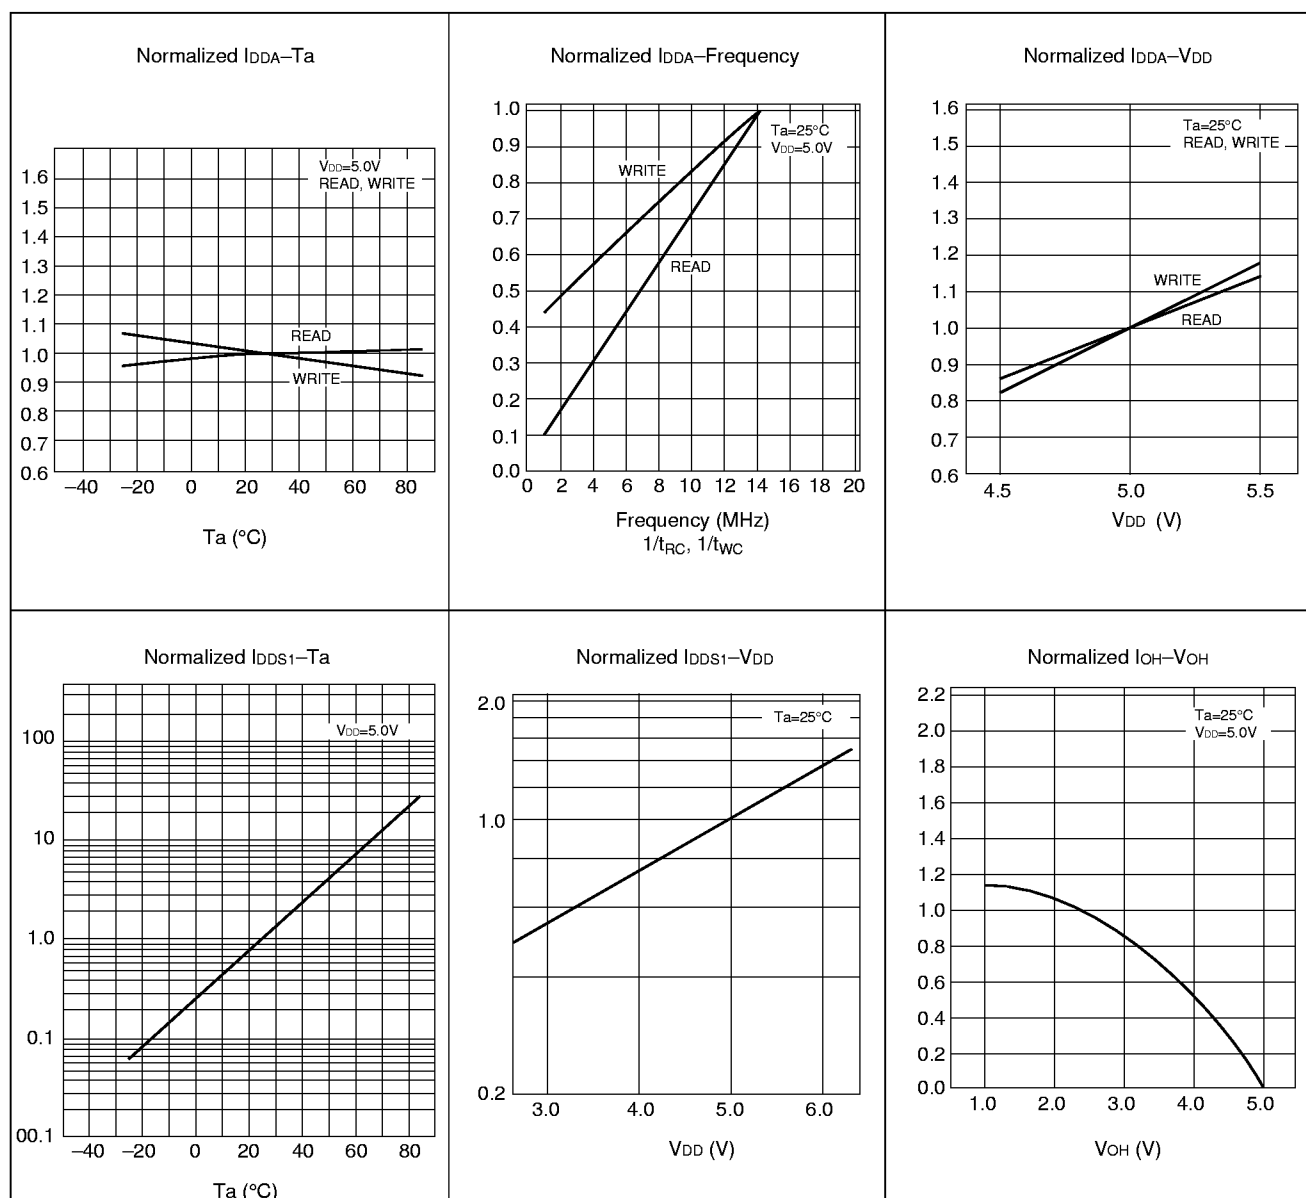 Normalized IDDA–Ta
VDD=5.0V
READ, WRITE
1.6
1.5
1.4
1.3
1.2
1.1
1.0
0.9
0.8
0.7
0.6
READ
WRITE
–40 –20 0 20 40 60 80
Ta (°C)
Normalized IDDA–Frequency
Ta=25°C
VDD=5.0V
1.0
0.9
0.8
0.7
0.6
0.5
0.4
0.3
0.2
0.1
0.0
WRITE
READ
0 2 4 6 8 10 12 14 16 18 20
Frequency (MHz)
1/tRC, 1/tWC
Normalized IDDA–VDD
Ta=25°C
READ, WRITE
1.6
1.5
1.4
1.3
1.2
1.1
1.0
0.9
0.8
0.7
0.6
WRITE
READ
4.5 5.0 5.5
VDD (V)
Normalized IDDS1–Ta
VDD=5.0V
100
10
1.0
0.1
00.1
–40 –20 0 20 40 60 80
Ta (°C)
Normalized IDDS1–VDD
Ta=25°C
2.0
1.0
0.2
3.0 4.0 5.0 6.0
VDD (V)
Normalized IOH–VOH
Ta=25°C
VDD=5.0V
2.2
2.0
1.8
1.6
1.4
1.2
1.0
0.8
0.6
0.4
0.2
0.0
1.0 2.0 3.0 4.0 5.0
VOH (V)